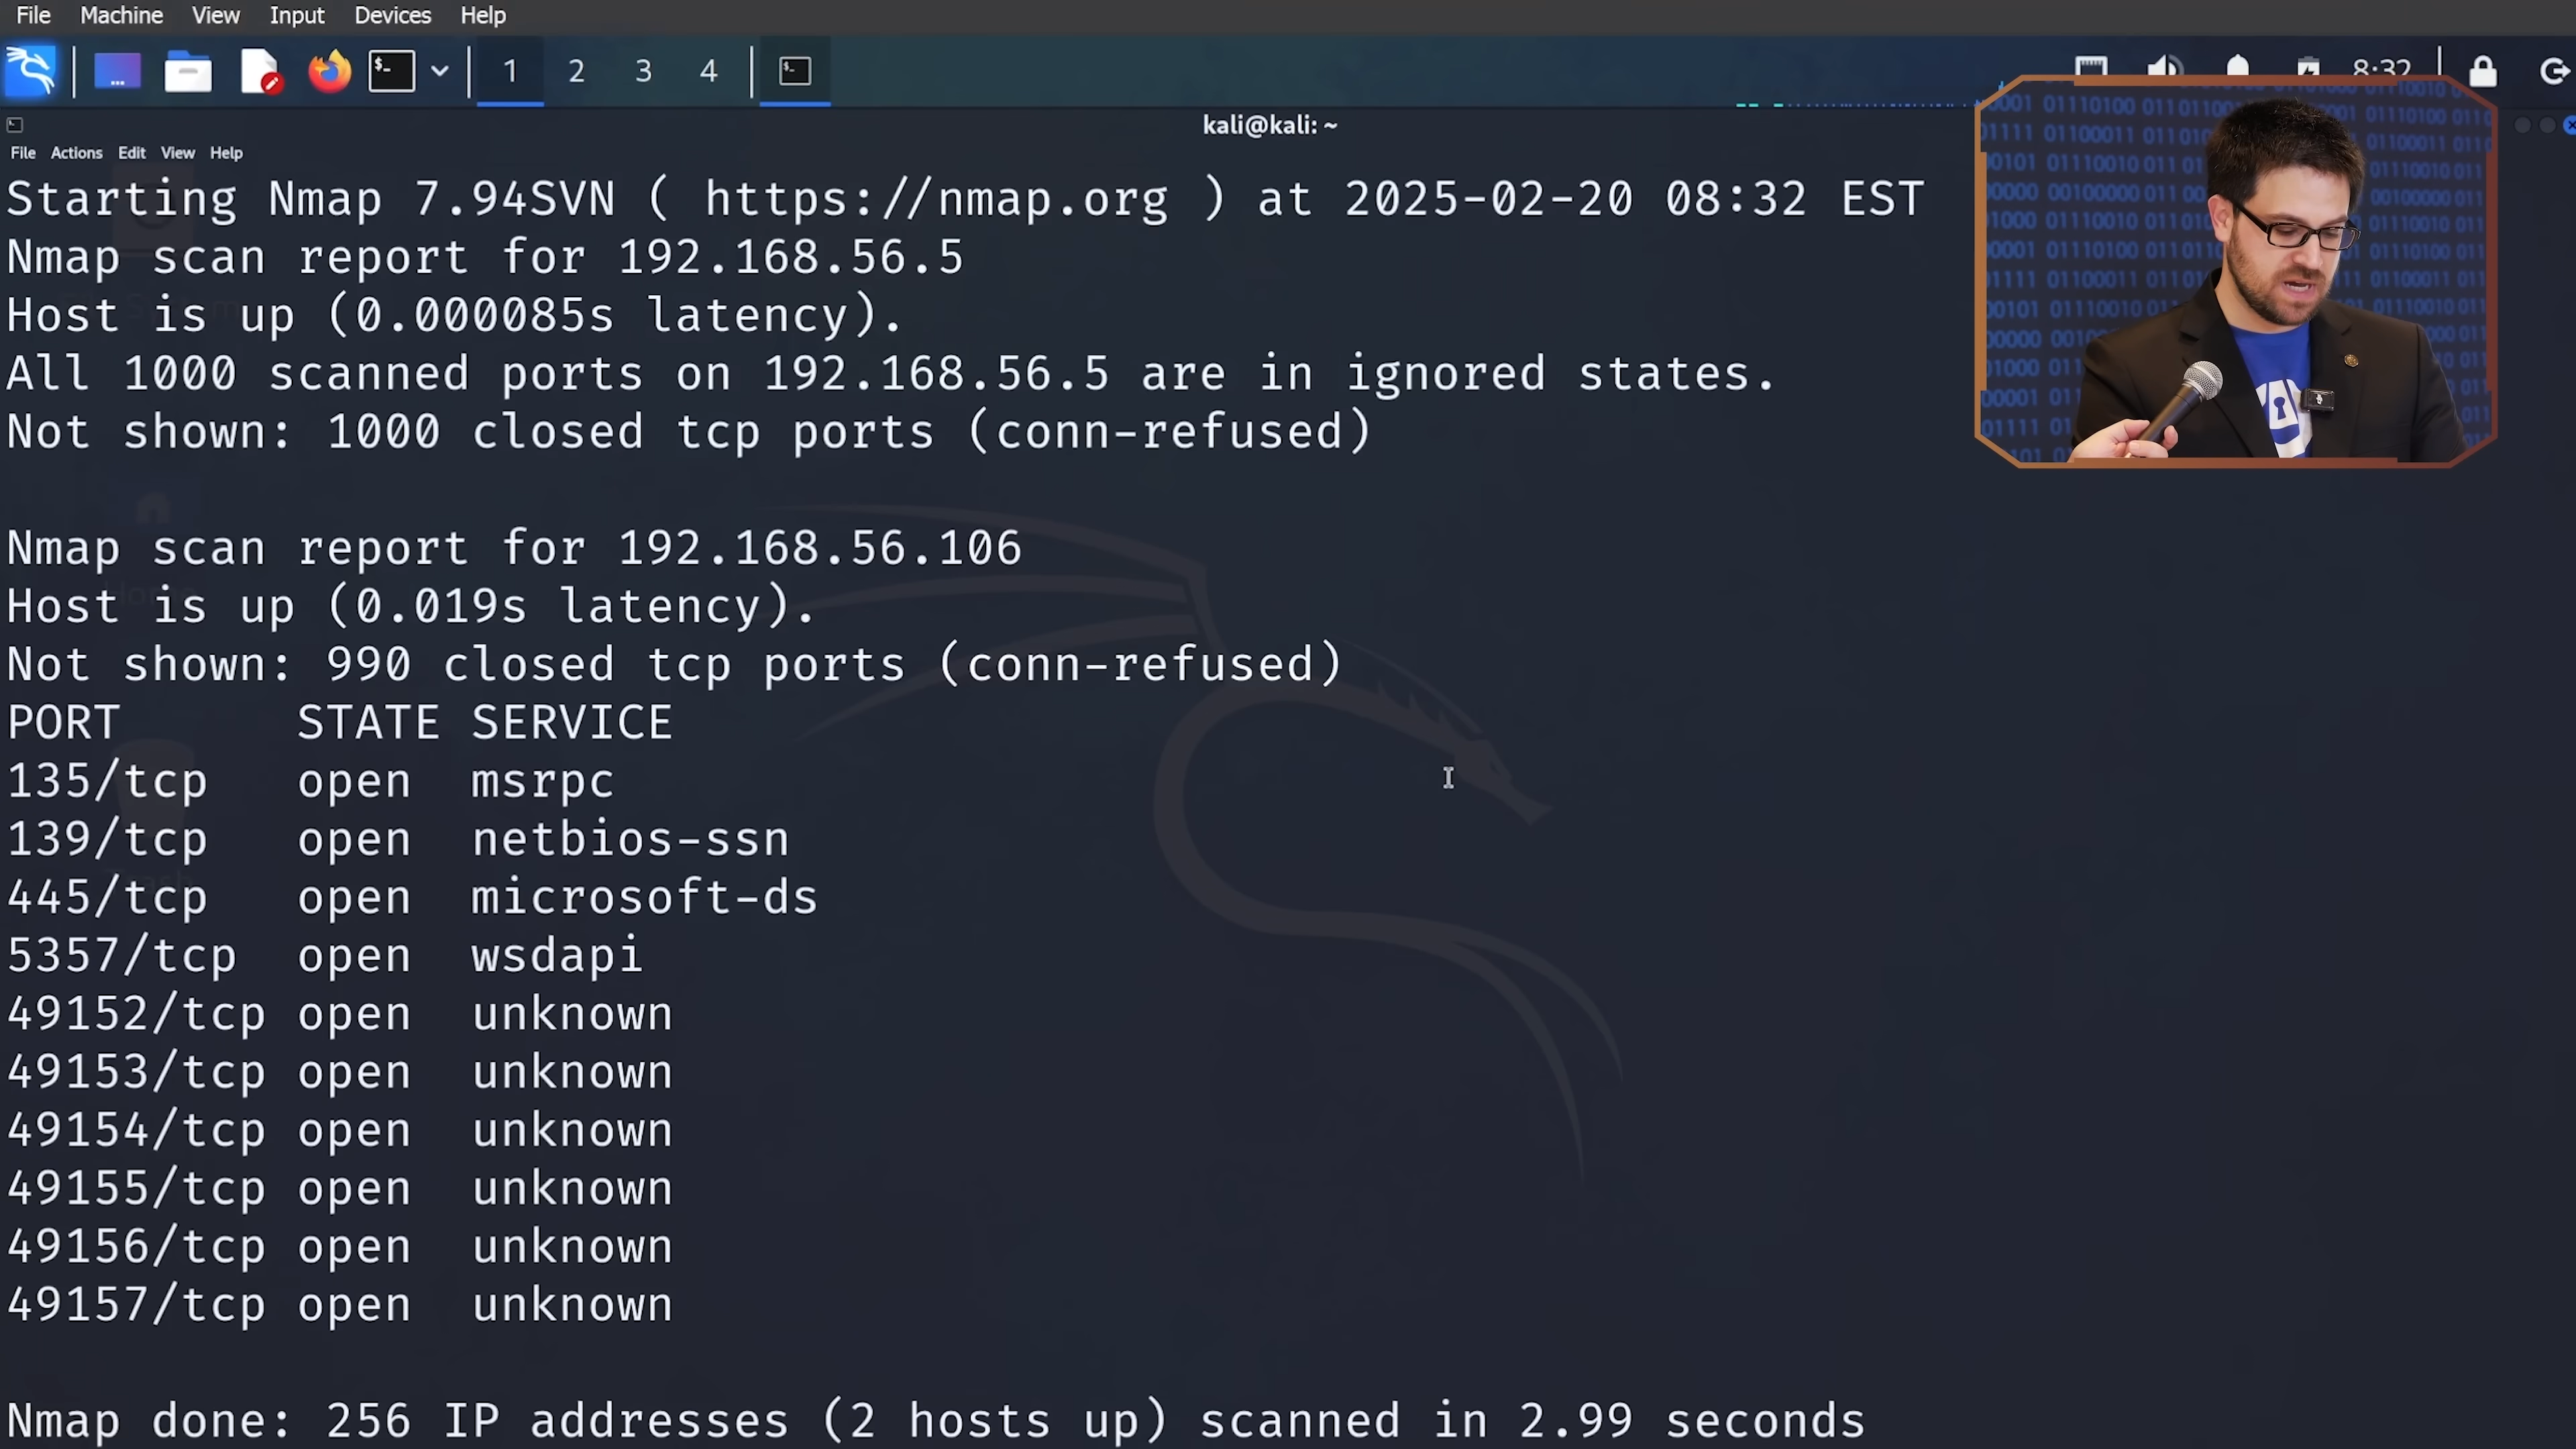 File Machine View Input Devices Help
1 2 3 4 8:32
kali@kali: ~
File Actions Edit View Help
Starting Nmap 7.94SVN ( https://nmap.org ) at 2025-02-20 08:32 EST
Nmap scan report for 192.168.56.5
Host is up (0.000085s latency).
All 1000 scanned ports on 192.168.56.5 are in ignored states.
Not shown: 1000 closed tcp ports (conn-refused)
Nmap scan report for 192.168.56.106
Host is up (0.019s latency).
Not shown: 990 closed tcp ports (conn-refused)
PORT STATE SERVICE
135/tcp open msrpc
139/tcp open netbios-ssn
445/tcp open microsoft-ds
5357/tcp open wsdapi
49152/tcp open unknown
49153/tcp open unknown
49154/tcp open unknown
49155/tcp open unknown
49156/tcp open unknown
49157/tcp open unknown
Nmap done: 256 IP addresses (2 hosts up) scanned in 2.99 seconds